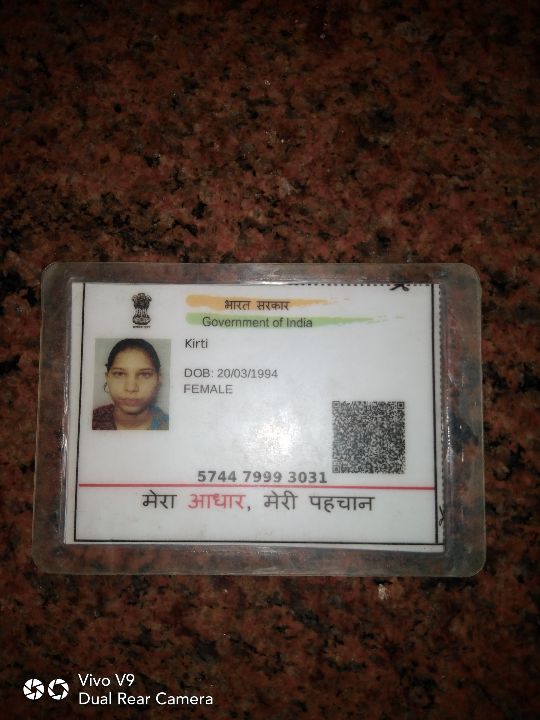 भारत सरकार
Government of India
Kirti
DOB: 20/03/1994
FEMALE
5744 7999 3031
मेरा आधार, मेरी पहचान
Vivo V9
Dual Rear Camera